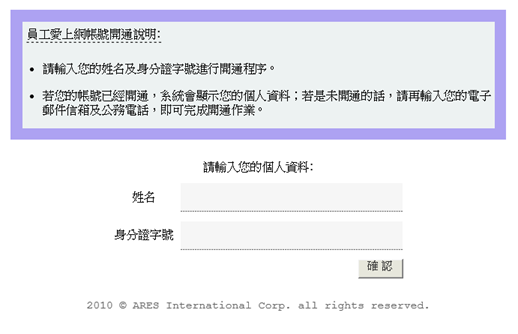 員工愛上網帳號開通說明:
請輸入您的姓名及身分證字號進行開通程序。
若您的帳號已經開通，系統會顯示您的個人資料；若是未開通的話，請再輸入您的電子
郵件信箱及公務電話，即可完成開通作業。
請輸入您的個人資料:
姓名
身分證字號
確 認
2010 © ARES International Corp. all rights reserved.